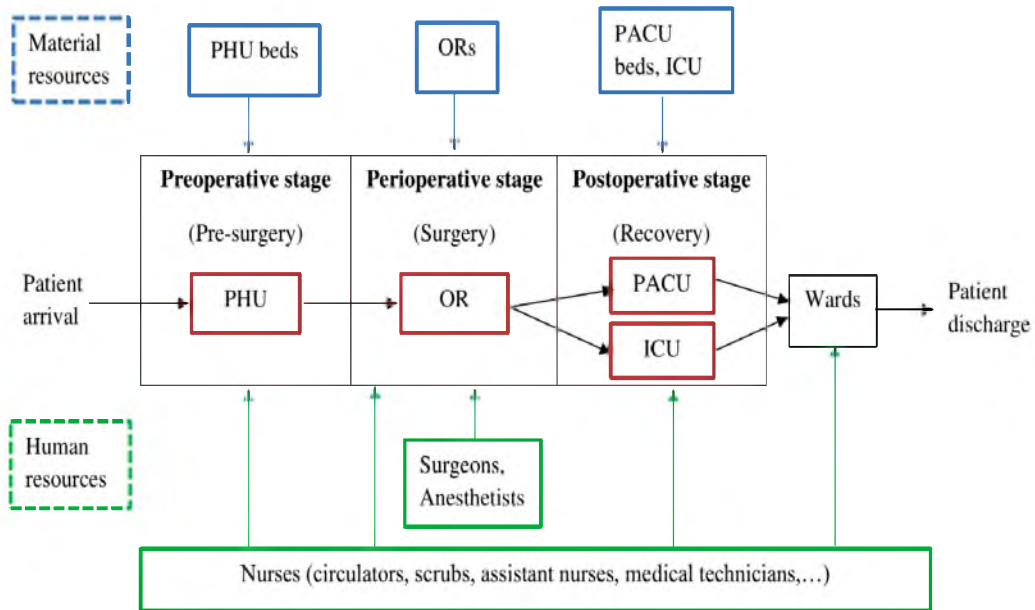 Material
resources
PHU beds
ORs
PACU
beds, ICU
Preoperative stage
(Pre-surgery)
Perioperative stage
(Surgery)
Postoperative stage
(Recovery)
Patient
arrival
PHU
OR
PACU
ICU
Wards
Patient
discharge
Human
resources
Surgeons,
Anesthetists
Nurses (circulators, scrubs, assistant nurses, medical technicians,…)